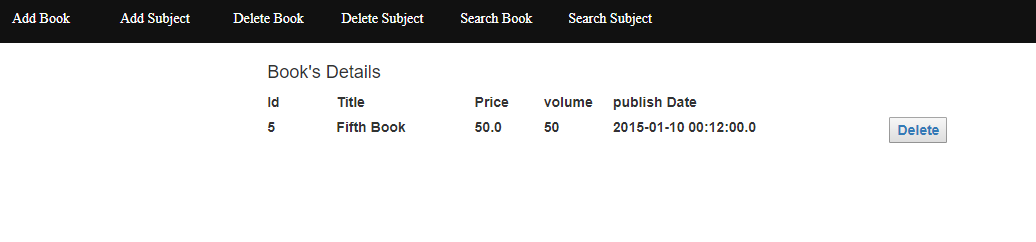 Add Book Add Subject Delete Book Delete Subject Search Book Search Subject
Book's Details
Id Title Price volume publish Date
5 Fifth Book 50.0 50 2015-01-10 00:12:00.0 Delete